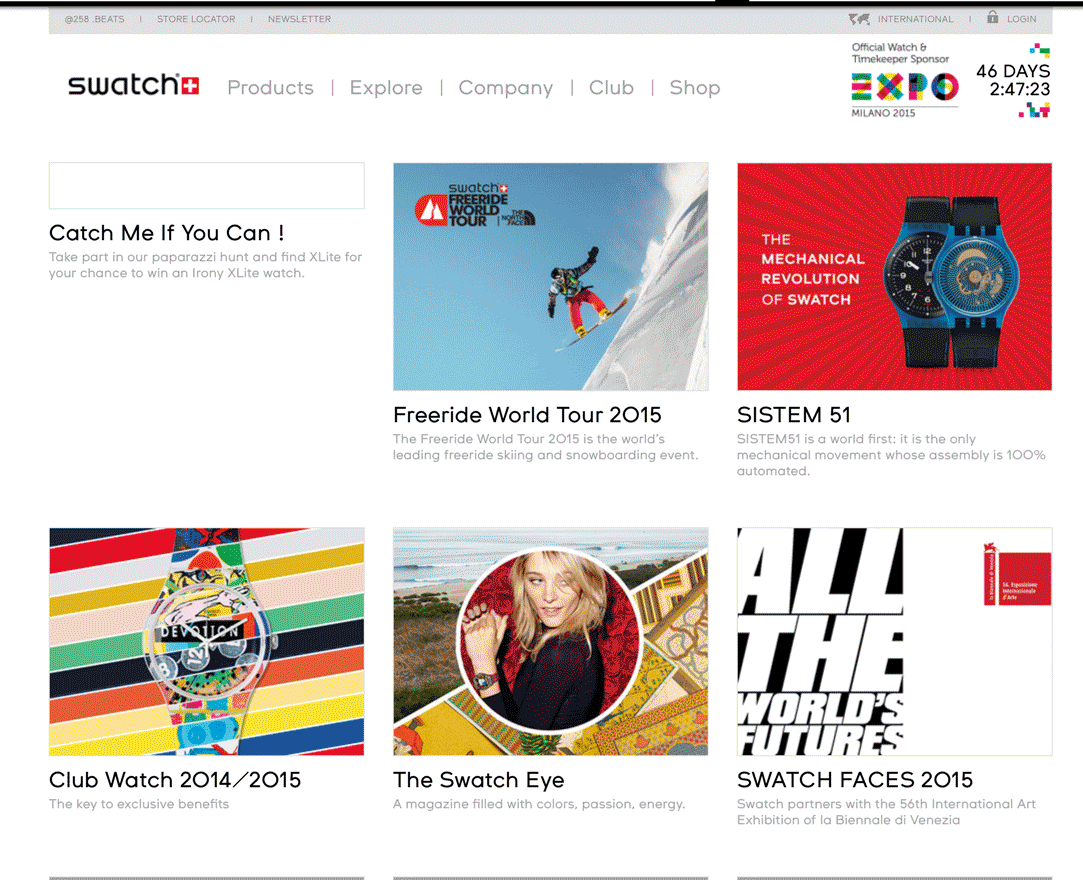 @258 .BEATS I STORE LOCATOR I NEWSLETTER
INTERNATIONAL I LOGIN
swatch
Products | Explore | Company | Club | Shop
Official Watch &
Timekeeper Sponsor
EXPO
MILANO 2015
46 DAYS
2:47:23
Catch Me If You Can !
Take part in our paparazzi hunt and find XLite for
your chance to win an Irony XLite watch.
swatch
FREERIDE
WORLD
TOUR
THE
NORTH
FACE
Freeride World Tour 2015
The Freeride World Tour 2015 is the world's
leading freeride skiing and snowboarding event.
THE
MECHANICAL
REVOLUTION
OF SWATCH
SISTEM 51
SISTEM51 is a world first: it is the only
mechanical movement whose assembly is 100%
automated.
DEVOTION
Club Watch 2014/2015
The key to exclusive benefits
The Swatch Eye
A magazine filled with colors, passion, energy.
ALL
THE
WORLD'S
FUTURES
la Biennale di Venezia
56. Esposizione
Internazionale
d'Arte
SWATCH FACES 2015
Swatch partners with the 56th International Art
Exhibition of la Biennale di Venezia